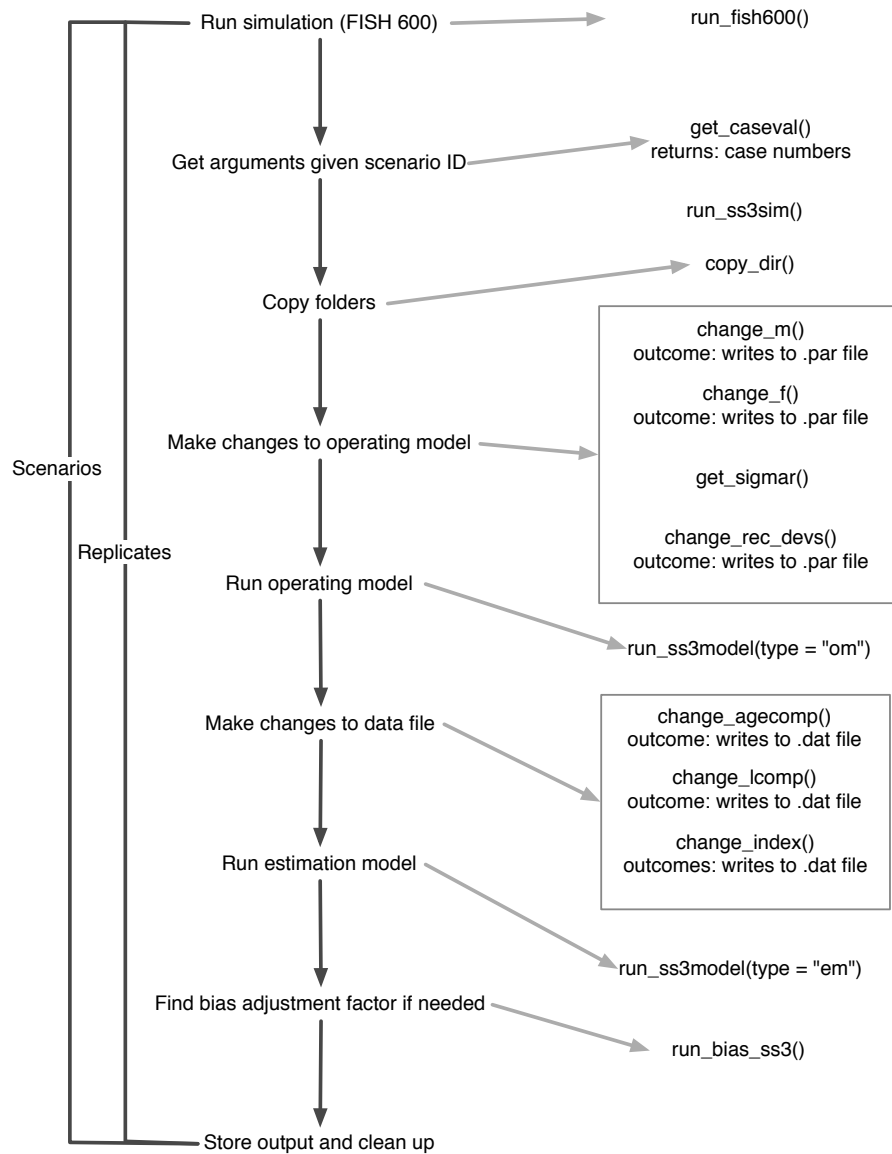 Run simulation (FISH 600)
run_fish600()
get_caseval()
returns: case numbers
Get arguments given scenario ID
run_ss3sim()
copy_dir()
Copy folders
change_m()
outcome: writes to .par file
change_f()
outcome: writes to .par file
Make changes to operating model
Scenarios
get_sigmar()
Replicates
change_rec_devs()
outcome: writes to .par file
Run operating model
run_ss3model(type = "om")
Make changes to data file
change_agecomp()
outcome: writes to .dat file
change_lcomp()
outcome: writes to .dat file
change_index()
outcomes: writes to .dat file
Run estimation model
run_ss3model(type = "em")
Find bias adjustment factor if needed
run_bias_ss3()
Store output and clean up